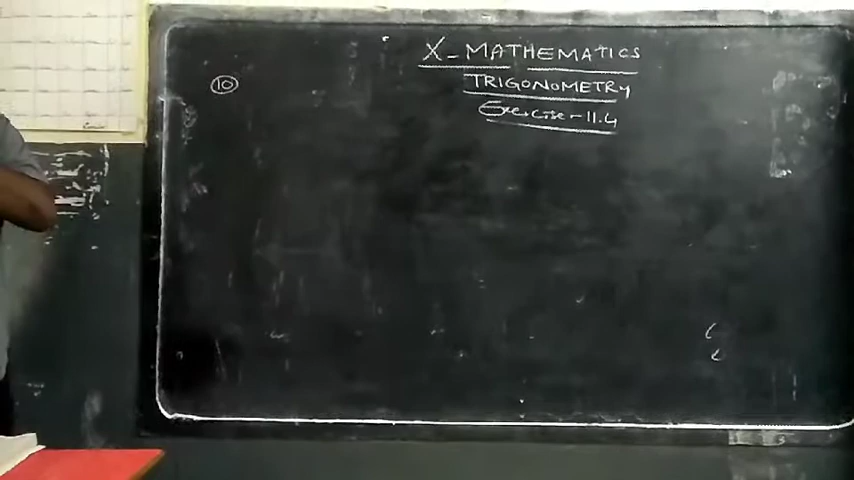 X - MATHEMATICS
TRIGONOMETRY
Exercise - 11.4
10